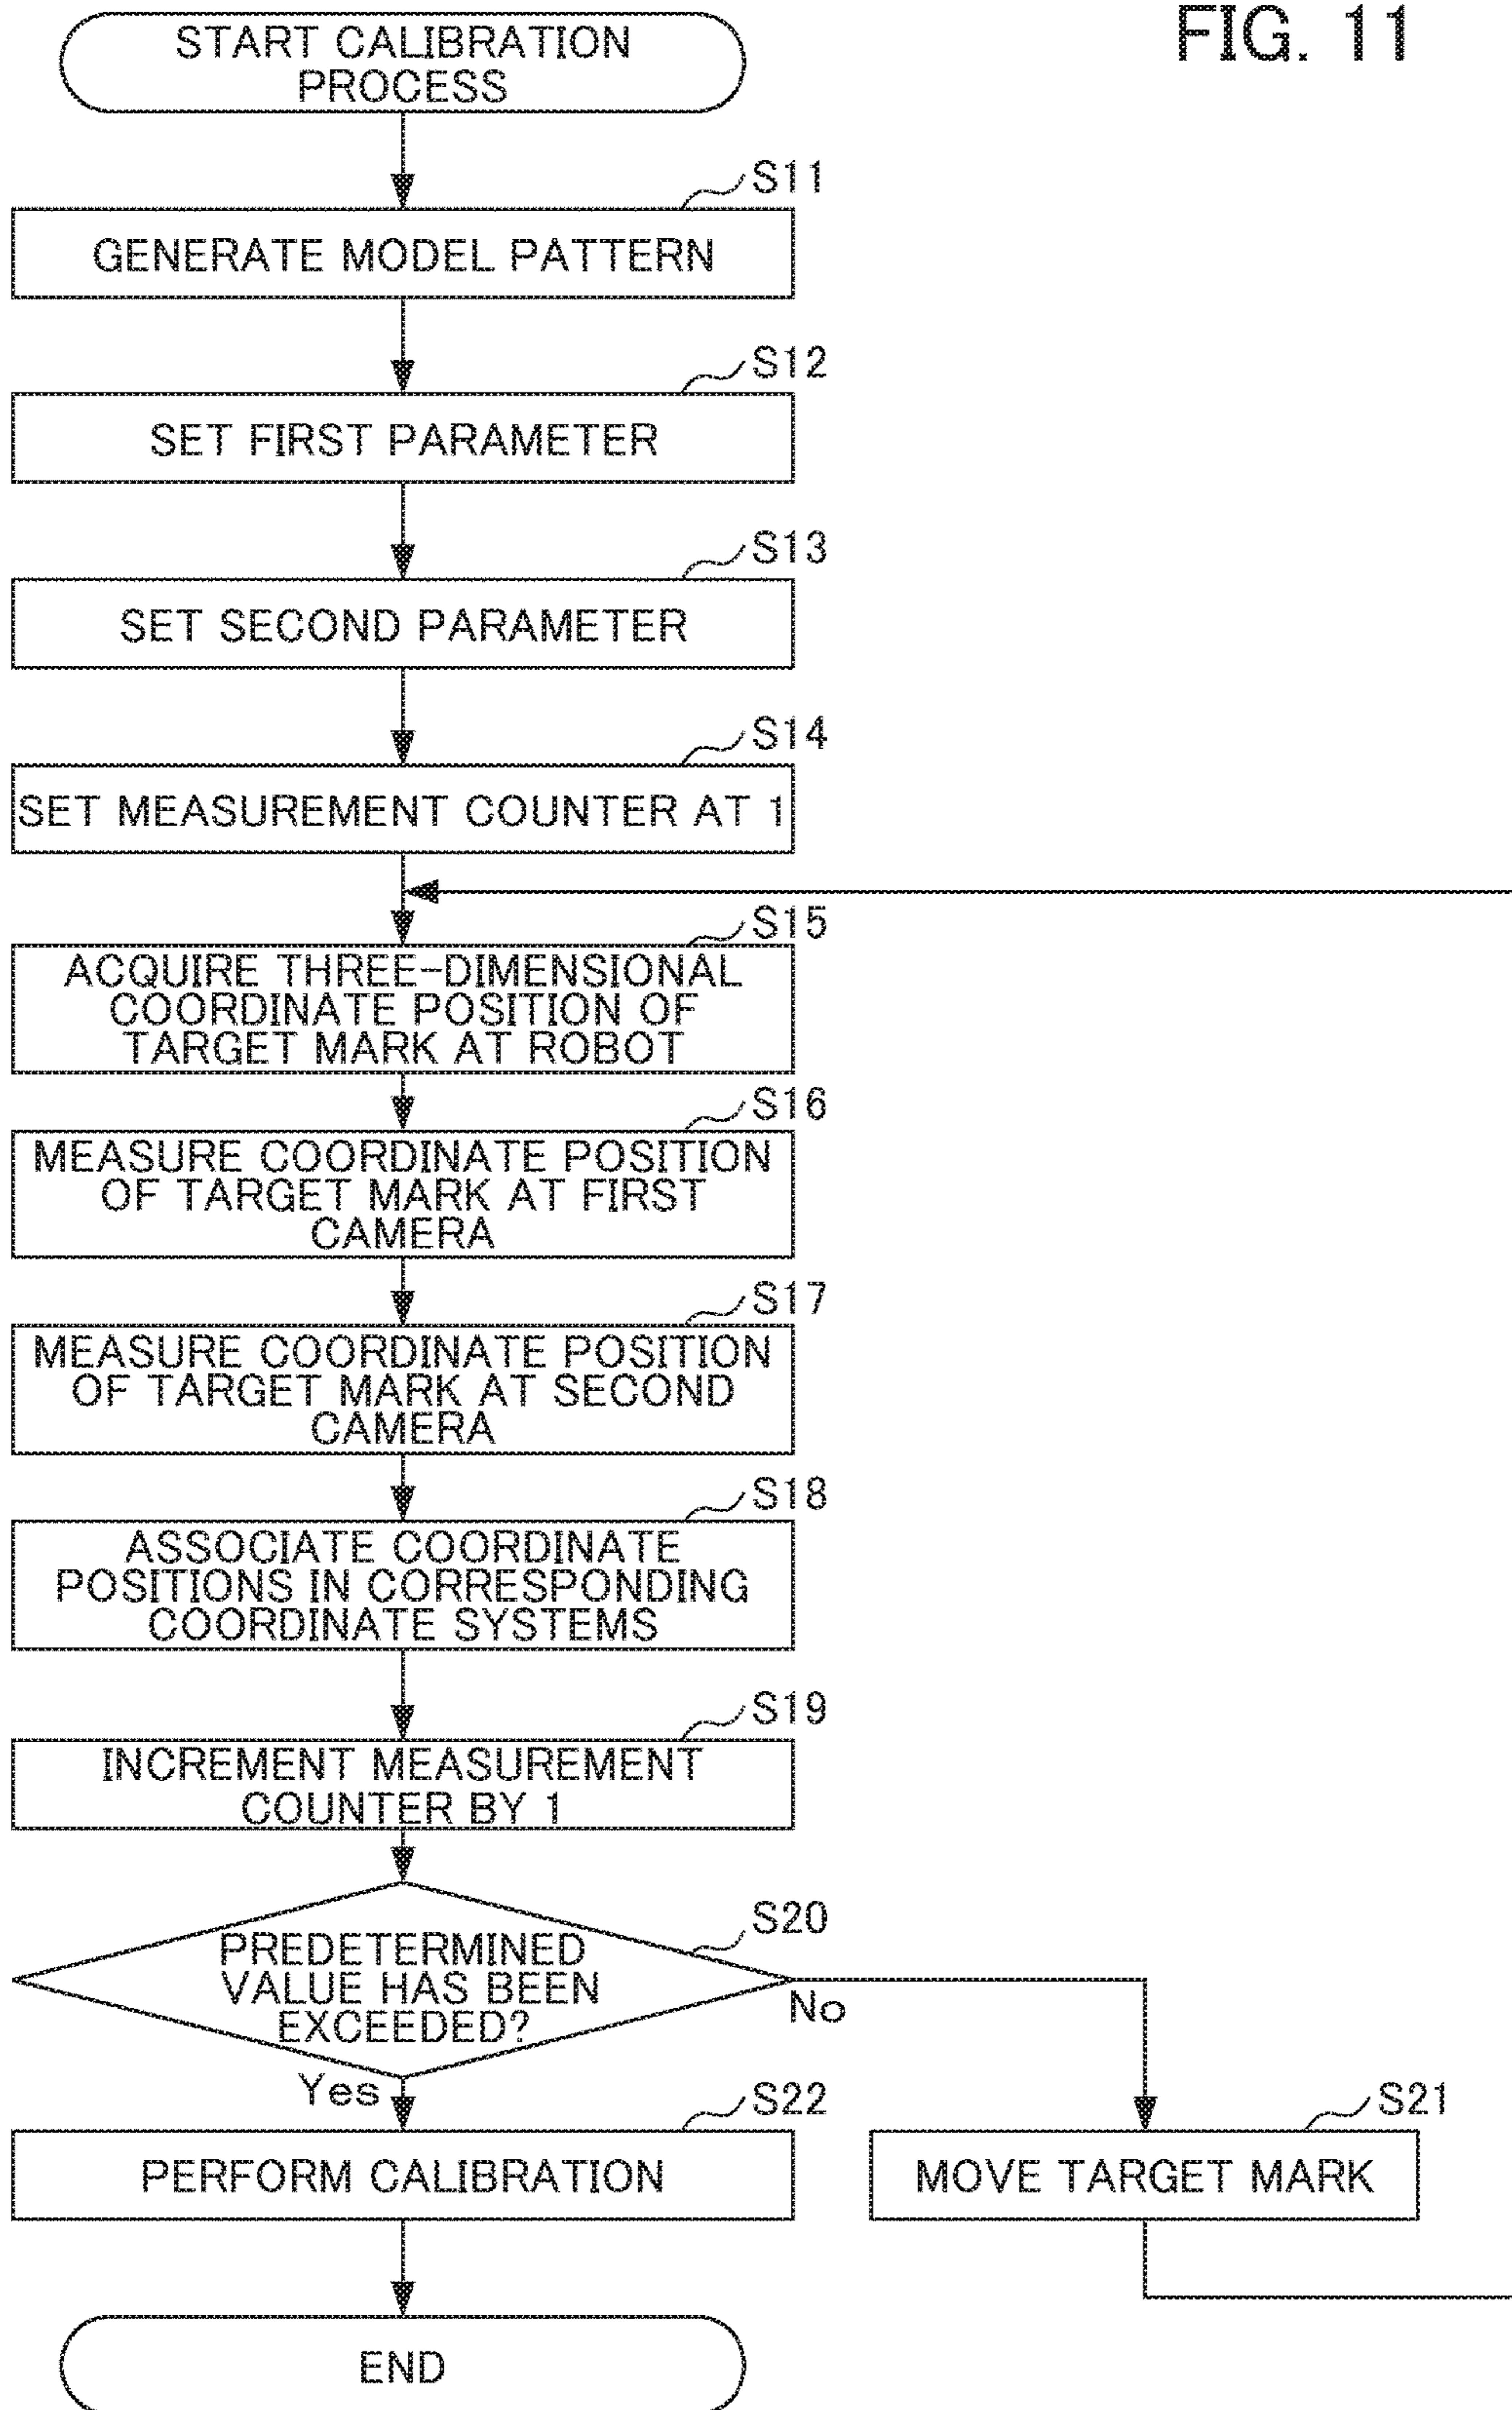 FIG. 11
START CALIBRATION
PROCESS
S11
GENERATE MODEL PATTERN
S12
SET FIRST PARAMETER
S13
SET SECOND PARAMETER
S14
SET MEASUREMENT COUNTER AT 1
S15
ACQUIRE THREE-DIMENSIONAL
COORDINATE POSITION OF
TARGET MARK AT ROBOT
S16
MEASURE COORDINATE POSITION
OF TARGET MARK AT FIRST
CAMERA
S17
MEASURE COORDINATE POSITION
OF TARGET MARK AT SECOND
CAMERA
S18
ASSOCIATE COORDINATE
POSITIONS IN CORRESPONDING
COORDINATE SYSTEMS
S19
INCREMENT MEASUREMENT
COUNTER BY 1
S20
PREDETERMINED
VALUE HAS BEEN
EXCEEDED?
No
Yes
S22
PERFORM CALIBRATION
S21
MOVE TARGET MARK
END